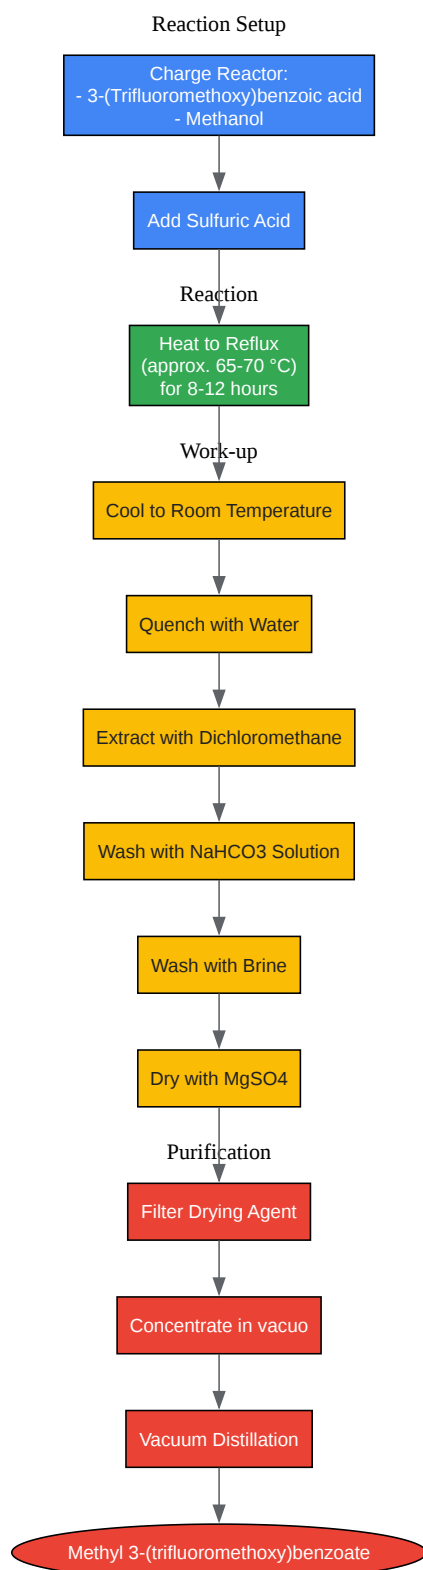 Reaction Setup
Charge Reactor:
- 3-(Trifluoromethoxy)benzoic acid
- Methanol
Add Sulfuric Acid
Reaction
Heat to Reflux
(approx. 65-70 °C)
for 8-12 hours
Work-up
Cool to Room Temperature
Quench with Water
Extract with Dichloromethane
Wash with NaHCO3 Solution
Wash with Brine
Dry with MgSO4
Purification
Filter Drying Agent
Concentrate in vacuo
Vacuum Distillation
Methyl 3-(trifluoromethoxy)benzoate